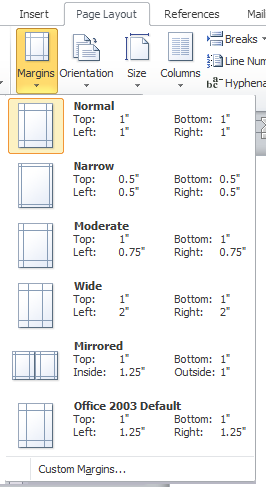 Insert Page Layout References Ma
Margins Orientation Size Columns
Breaks
Line Num
Hyphena
Normal
Top: 1" Bottom: 1"
Left: 1" Right: 1"
Narrow
Top: 0.5" Bottom: 0.5"
Left: 0.5" Right: 0.5"
Moderate
Top: 1" Bottom: 1"
Left: 0.75" Right: 0.75"
Wide
Top: 1" Bottom: 1"
Left: 2" Right: 2"
Mirrored
Top: 1" Bottom: 1"
Inside: 1.25" Outside: 1"
Office 2003 Default
Top: 1" Bottom: 1"
Left: 1.25" Right: 1.25"
Custom Margins...